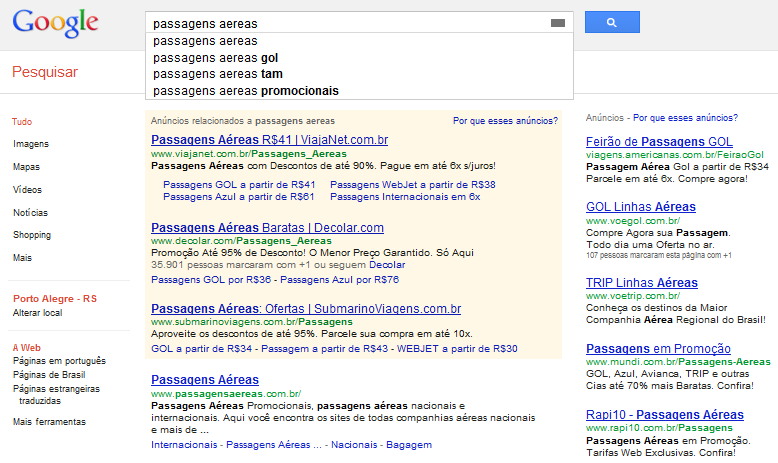 Google
passagens aereas
passagens aereas
passagens aereas gol
passagens aereas tam
passagens aereas promocionais
Pesquisar
Tudo
Imagens
Mapas
Vídeos
Notícias
Shopping
Mais
Porto Alegre - RS
Alterar local
A Web
Páginas em português
Páginas de Brasil
Páginas estrangeiras
traduzidas
Mais ferramentas
Anúncios relacionados a passagens aereas
Por que esses anúncios?
Passagens Aéreas R$41 | ViajaNet.com.br
www.viajanet.com.br/Passagens_Aereas
Passagens Aéreas com Descontos de até 90%. Pague em até 6x s/juros!
Passagens GOL a partir de R$41 Passagens WebJet a partir de R$38
Passagens Azul a partir de R$61 Passagens Internacionais em 6x
Passagens Aéreas Baratas | Decolar.com
www.decolar.com/Passagens_Aereas
Promoção Até 95% de Desconto! O Menor Preço Garantido. Só Aqui
35.901 pessoas marcaram com +1 ou seguem Decolar
Passagens GOL por R$36 - Passagens Azul por R$76
Passagens Aéreas: Ofertas | SubmarinoViagens.com.br
www.submarinoviagens.com.br/Passagens
Aproveite os descontos de até 95%. Parcele sua compra em até 10x.
GOL a partir de R$34 - Passagem a partir de R$43 - WEBJET a partir de R$30
Passagens Aéreas
www.passagensaereas.com.br/
Passagens Aéreas Promocionais, passagens aéreas nacionais e
internacionais. Aqui você encontra os sites de todas companhias aéreas nacionais
e mais de ...
Internacionais - Passagens Aéreas ... - Nacionais - Bagagem
Anúncios - Por que esses anúncios?
Feirão de Passagens GOL
viagens.americanas.com.br/FeiraoGol
Passagem Aérea Gol a partir de R$34
Parcele em até 6x. Compre agora!
GOL Linhas Aéreas
www.voegol.com.br/
Compre Agora sua Passagem.
Todo dia uma Oferta no ar.
107 pessoas marcaram esta página com +1
TRIP Linhas Aéreas
www.voetrip.com.br/
Conheça os destinos da Maior
Companhia Aérea Regional do Brasil!
Passagens em Promoção
www.mundi.com.br/Passagens-Aereas
GOL, Azul, Avianca, TRIP e outras
Cias até 70% mais Baratas. Confira!
Rapi10 - Passagens Aéreas
www.rapi10.com.br/Passagens
Passagens Aéreas em Promoção.
Tarifas Web Exclusivas. Confira!